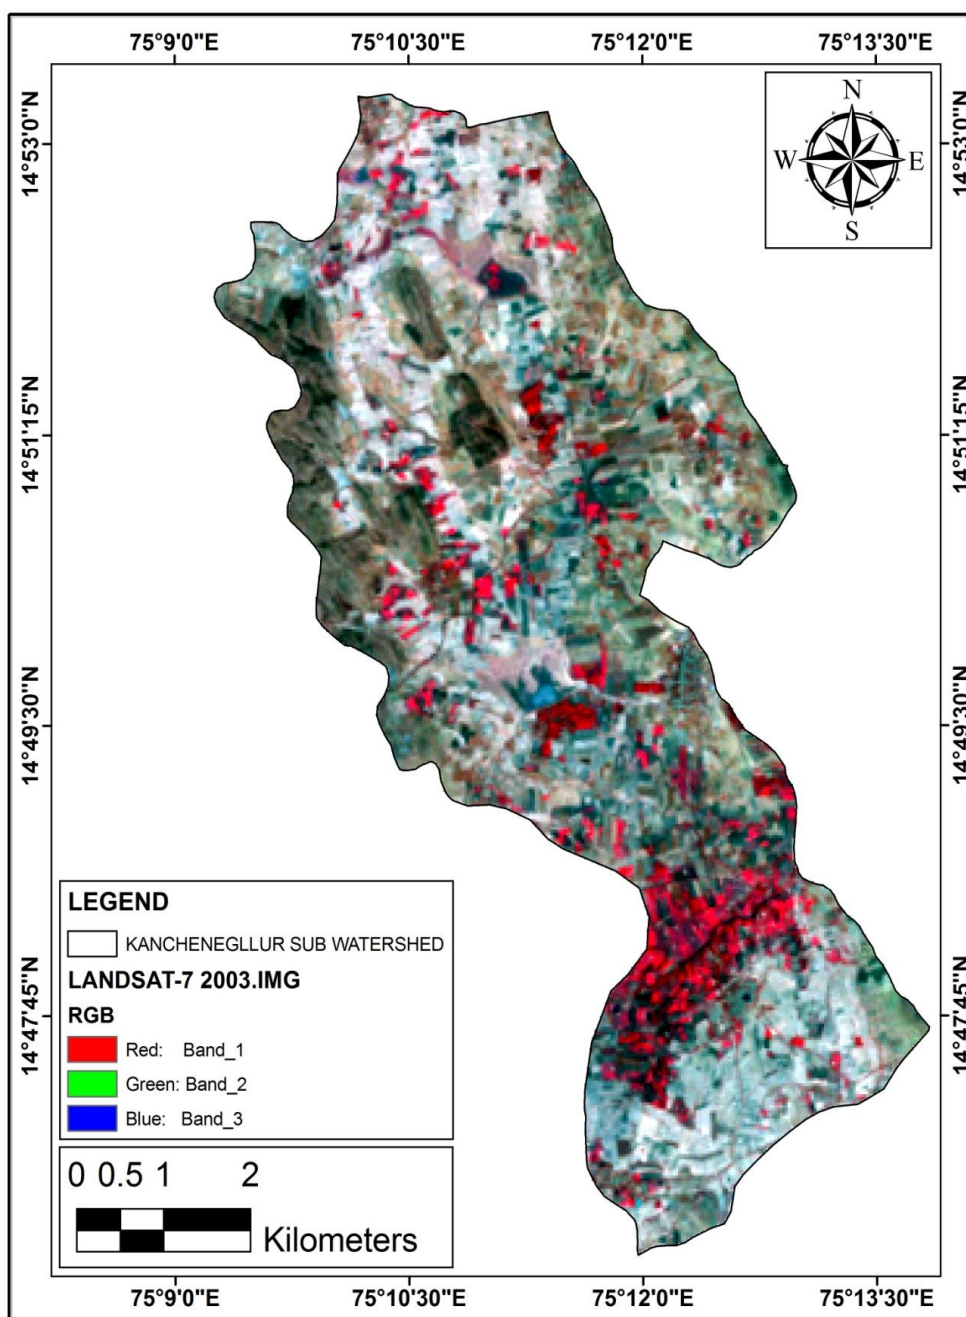 75°9'0"E 75°10'30"E 75°12'0"E 75°13'30"E
N
W E
S
14°53'0"N 14°53'0"N
14°51'15"N 14°51'15"N
14°49'30"N 14°49'30"N
14°47'45"N 14°47'45"N
LEGEND
KANCHENEGLLUR SUB WATERSHED
LANDSAT-7 2003.IMG
RGB
Red: Band_1
Green: Band_2
Blue: Band_3
0 0.5 1 2
Kilometers
75°9'0"E 75°10'30"E 75°12'0"E 75°13'30"E